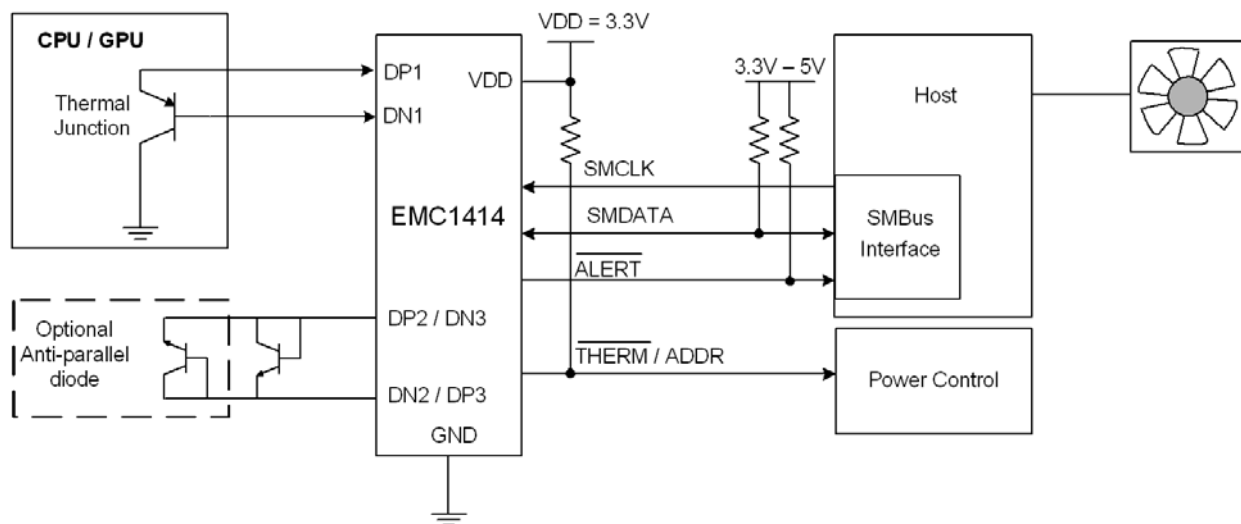 CPU / GPU
Thermal
Junction
DP1
DN1
VDD
EMC1414
DP2 / DN3
DN2 / DP3
GND
VDD = 3.3V
3.3V – 5V
SMCLK
SMDATA
ALERT
THERM / ADDR
Host
SMBus
Interface
Power Control
Optional
Anti-parallel
diode